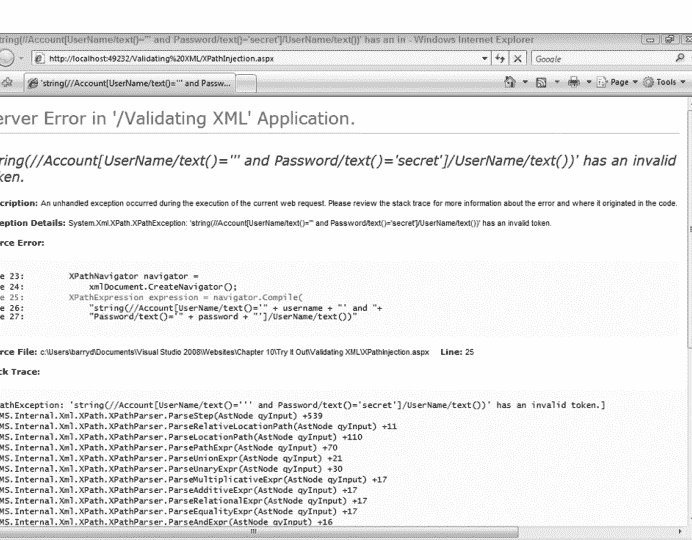 tring(//Account[UserName/text()=''' and Password/text()='secret']/UserName/text())' has an in - Windows Internet Explorer
http://localhost:49232/Validating%20XML/XPathInjection.aspx
Google
'string(//Account[UserName/text()=''' and Passw...
Page
Tools
erver Error in '/Validating XML' Application.
ring(//Account[UserName/text()=''' and Password/text()='secret']/UserName/text())' has an invalid
ken.
cription: An unhandled exception occurred during the execution of the current web request. Please review the stack trace for more information about the error and where it originated in the code.
eption Details: System.Xml.XPath.XPathException: 'string(//Account[UserName/text()=''' and Password/text()='secret']/UserName/text())' has an invalid token.
rce Error:
e 23: XPathNavigator navigator =
e 24: xmlDocument.CreateNavigator();
e 25: XPathExpression expression = navigator.Compile(
e 26: "string(//Account[UserName/text()='" + username + "' and "+
e 27: "Password/text()='" + password + "']/UserName/text())"
rce File: c:\Users\barryd\Documents\Visual Studio 2008\Websites\Chapter 10\Try It Out\Validating XML\XPathInjection.aspx Line: 25
ck Trace:
athException: 'string(//Account[UserName/text()=''' and Password/text()='secret']/UserName/text())' has an invalid token.]
MS.Internal.Xml.XPath.XPathParser.ParseStep(AstNode qyInput) +539
MS.Internal.Xml.XPath.XPathParser.ParseRelativeLocationPath(AstNode qyInput) +11
MS.Internal.Xml.XPath.XPathParser.ParseLocationPath(AstNode qyInput) +110
MS.Internal.Xml.XPath.XPathParser.ParsePathExpr(AstNode qyInput) +70
MS.Internal.Xml.XPath.XPathParser.ParseUnionExpr(AstNode qyInput) +21
MS.Internal.Xml.XPath.XPathParser.ParseUnaryExpr(AstNode qyInput) +30
MS.Internal.Xml.XPath.XPathParser.ParseMultiplicativeExpr(AstNode qyInput) +17
MS.Internal.Xml.XPath.XPathParser.ParseAdditiveExpr(AstNode qyInput) +17
MS.Internal.Xml.XPath.XPathParser.ParseRelationalExpr(AstNode qyInput) +17
MS.Internal.Xml.XPath.XPathParser.ParseEqualityExpr(AstNode qyInput) +17
MS.Internal.Xml.XPath.XPathParser.ParseAndExpr(AstNode qyInput) +16